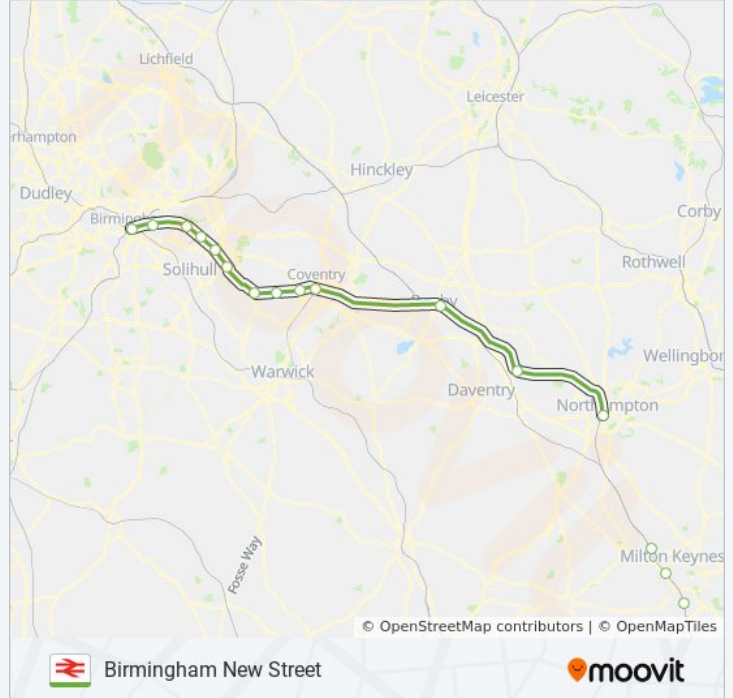 Lichfield
Leicester
rhampton
Hinckley
Dudley
Birmingh
Corby
Rothwell
Solihull
Coventry
Wellingbor
Warwick
Daventry
Northampton
Fosse Way
Milton Keynes
© OpenStreetMap contributors | © OpenMapTiles
Birmingham New Street
moovit